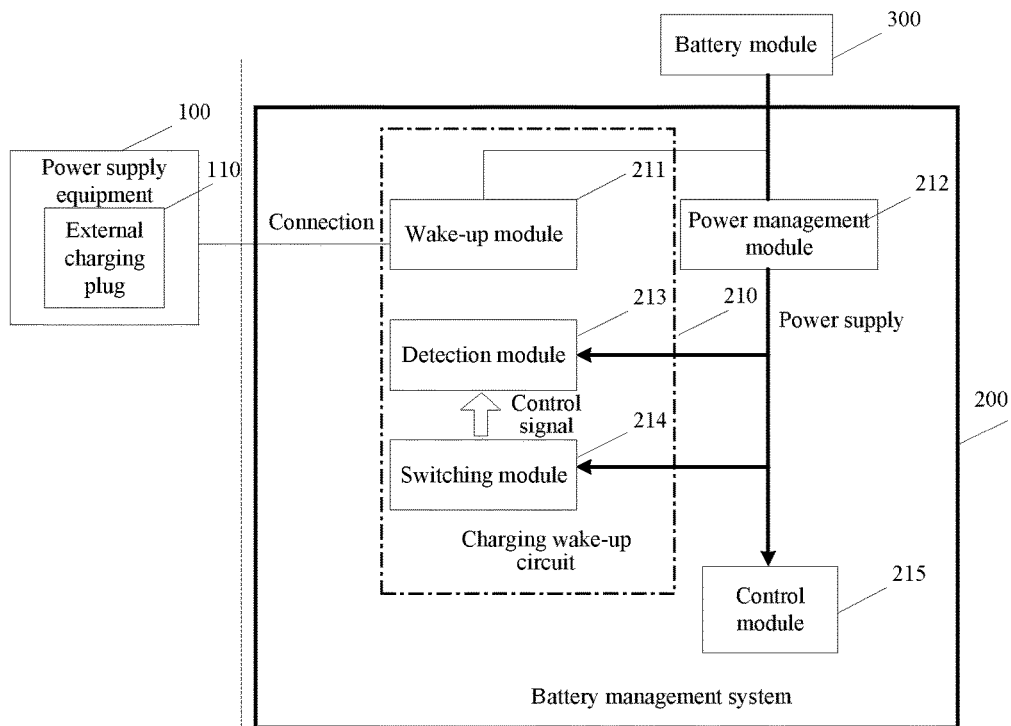 Battery module
300
100
Power supply
equipment
110
External
charging
plug
Connection
211
Wake-up module
212
Power management
module
213
210
Power supply
Detection module
Control
signal
214
200
Switching module
Charging wake-up
circuit
215
Control
module
Battery management system